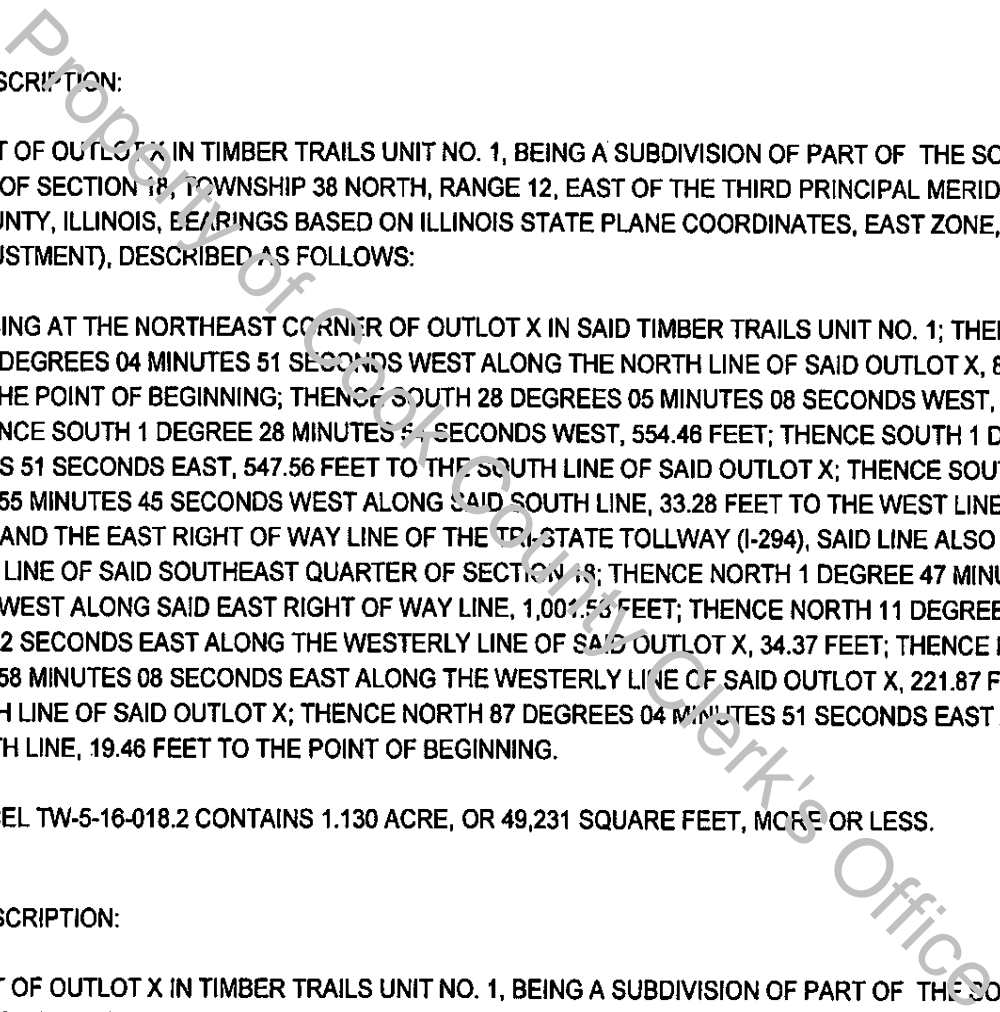 SCRIPTION:
T OF OUTLOT X IN TIMBER TRAILS UNIT NO. 1, BEING A SUBDIVISION OF PART OF THE SO
OF SECTION 18, TOWNSHIP 38 NORTH, RANGE 12, EAST OF THE THIRD PRINCIPAL MERID
UNTY, ILLINOIS, BEARINGS BASED ON ILLINOIS STATE PLANE COORDINATES, EAST ZONE,
USTMENT), DESCRIBED AS FOLLOWS:
ING AT THE NORTHEAST CORNER OF OUTLOT X IN SAID TIMBER TRAILS UNIT NO. 1; THE
DEGREES 04 MINUTES 51 SECONDS WEST ALONG THE NORTH LINE OF SAID OUTLOT X, 8
HE POINT OF BEGINNING; THENCE SOUTH 28 DEGREES 05 MINUTES 08 SECONDS WEST,
NCE SOUTH 1 DEGREE 28 MINUTES 54 SECONDS WEST, 554.46 FEET; THENCE SOUTH 1 D
S 51 SECONDS EAST, 547.56 FEET TO THE SOUTH LINE OF SAID OUTLOT X; THENCE SOU
55 MINUTES 45 SECONDS WEST ALONG SAID SOUTH LINE, 33.28 FEET TO THE WEST LINE
AND THE EAST RIGHT OF WAY LINE OF THE TRI-STATE TOLLWAY (I-294), SAID LINE ALSO
LINE OF SAID SOUTHEAST QUARTER OF SECTION 18; THENCE NORTH 1 DEGREE 47 MINU
WEST ALONG SAID EAST RIGHT OF WAY LINE, FEET; THENCE NORTH 11 DEGREE
2 SECONDS EAST ALONG THE WESTERLY LINE OF SAID OUTLOT X, 34.37 FEET; THENCE
58 MINUTES 08 SECONDS EAST ALONG THE WESTERLY LINE OF SAID OUTLOT X, 221.87 F
H LINE OF SAID OUTLOT X; THENCE NORTH 87 DEGREES 04 MINUTES 51 SECONDS EAST
TH LINE, 19.46 FEET TO THE POINT OF BEGINNING.
EL TW-5-16-018.2 CONTAINS 1.130 ACRE, OR 49,231 SQUARE FEET, MORE OR LESS.
SCRIPTION:
T OF OUTLOT X IN TIMBER TRAILS UNIT NO. 1, BEING A SUBDIVISION OF PART OF THE SO
Property of Cook County Clerk's Office